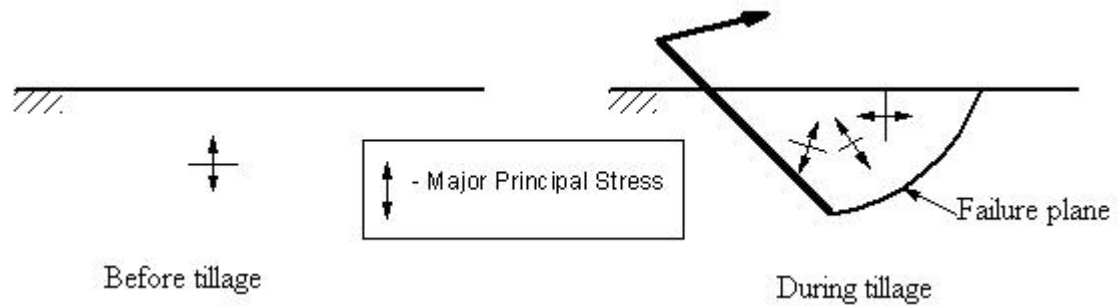 - Major Principal Stress
Failure plane
Before tillage
During tillage